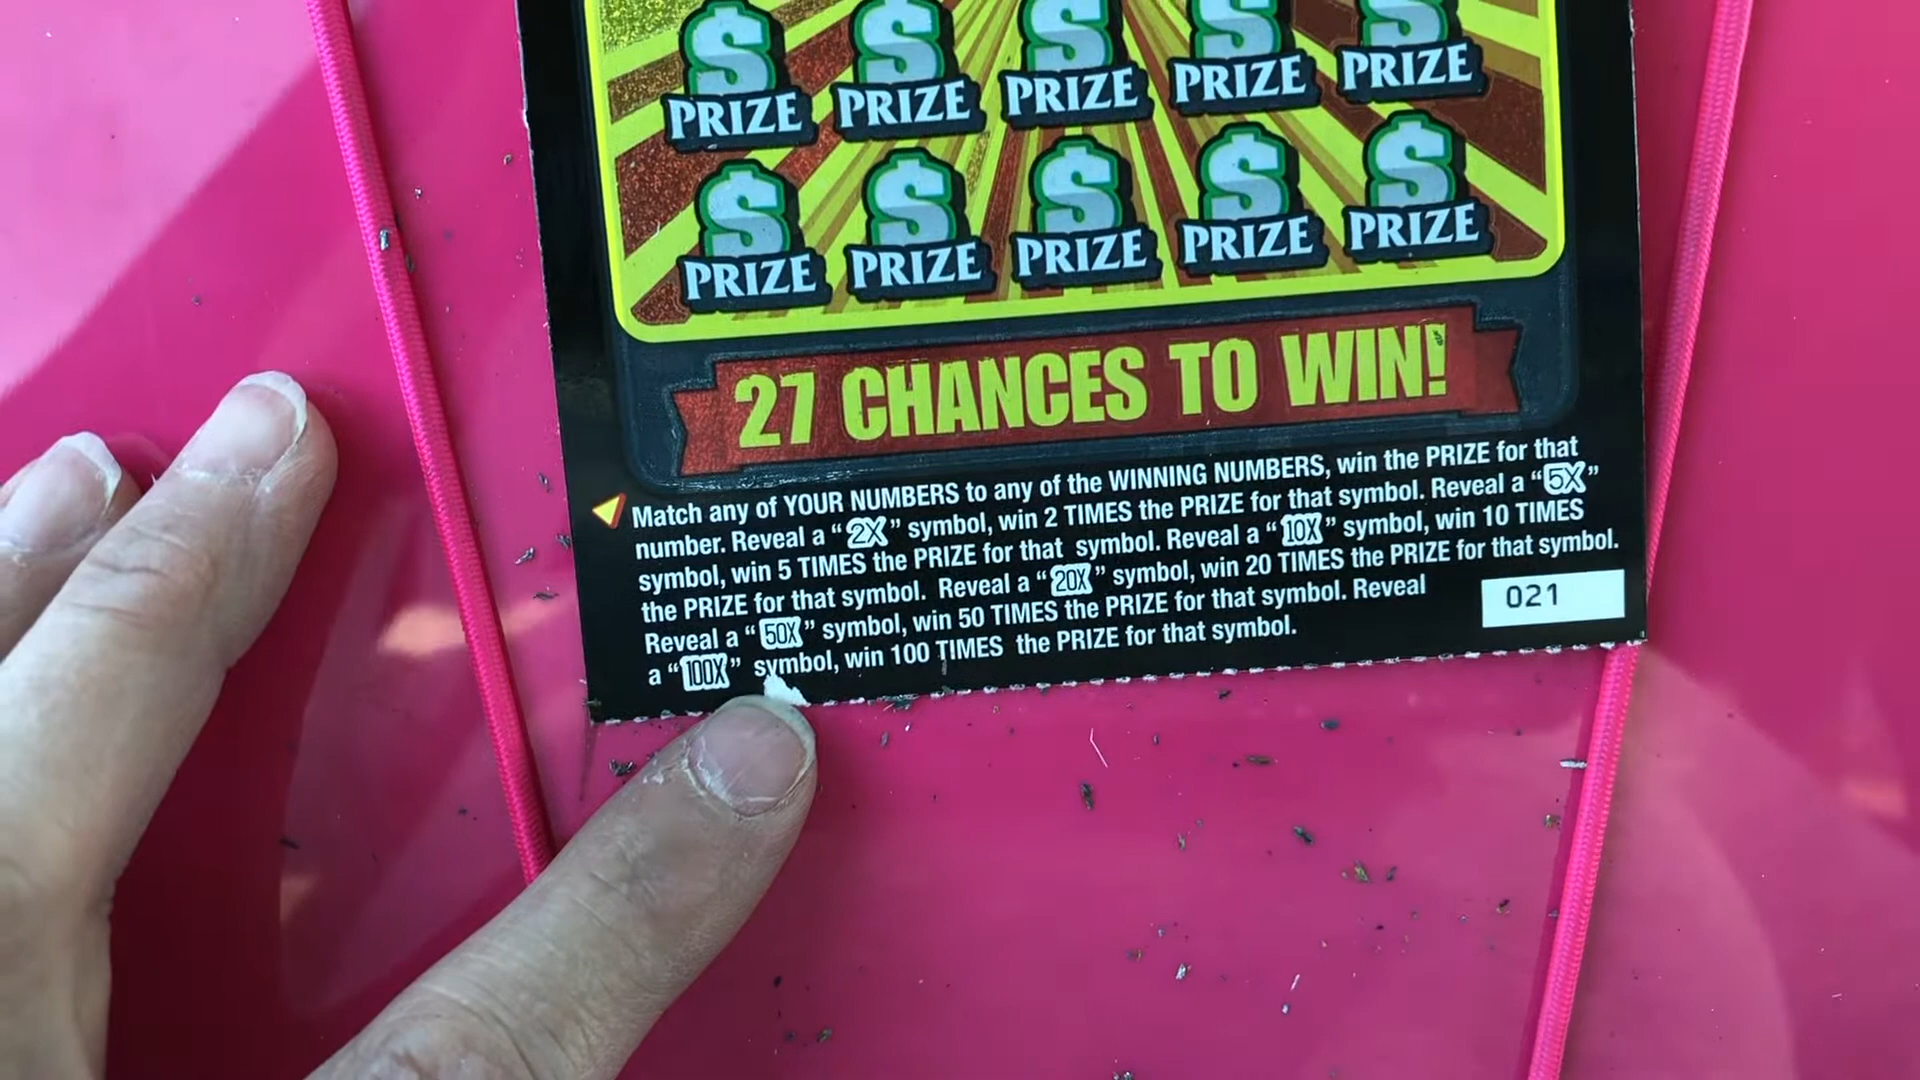 $ $ $ $ $
PRIZE PRIZE PRIZE PRIZE PRIZE
$ $ $ $ $
PRIZE PRIZE PRIZE PRIZE PRIZE
27 CHANCES TO WIN!
Match any of YOUR NUMBERS to any of the WINNING NUMBERS, win the PRIZE for that
number. Reveal a “2X” symbol, win 2 TIMES the PRIZE for that symbol. Reveal a “5X”
symbol, win 5 TIMES the PRIZE for that symbol. Reveal a “10X” symbol, win 10 TIMES
the PRIZE for that symbol. Reveal a “20X” symbol, win 20 TIMES the PRIZE for that symbol.
Reveal a “50X” symbol, win 50 TIMES the PRIZE for that symbol. Reveal
a “100X” symbol, win 100 TIMES the PRIZE for that symbol.
021